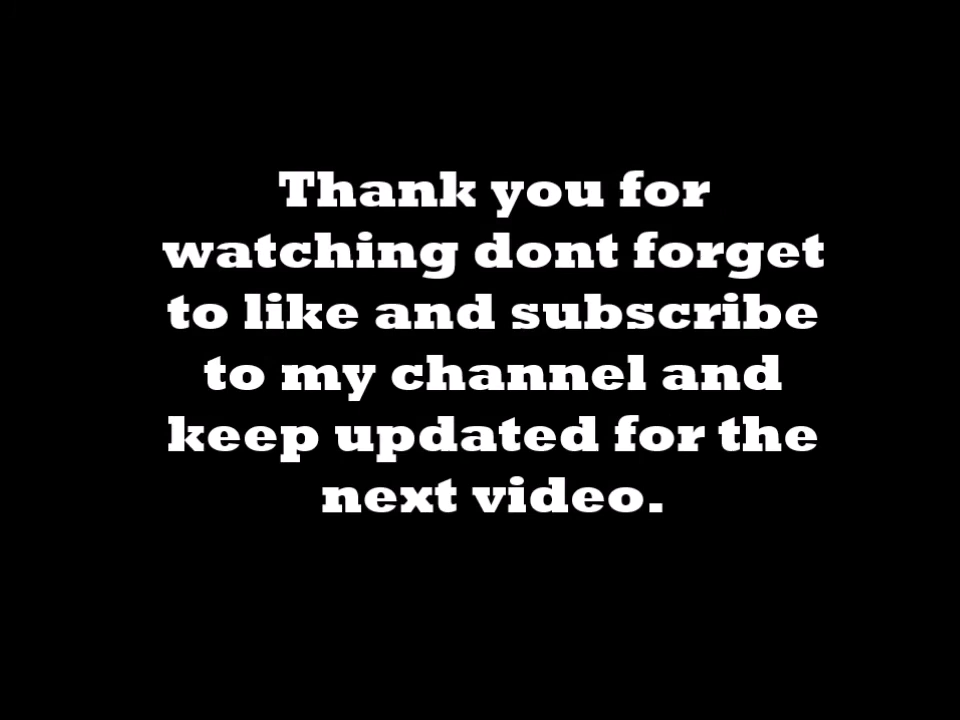 Thank you for
watching dont forget
to like and subscribe
to my channel and
keep updated for the
next video.